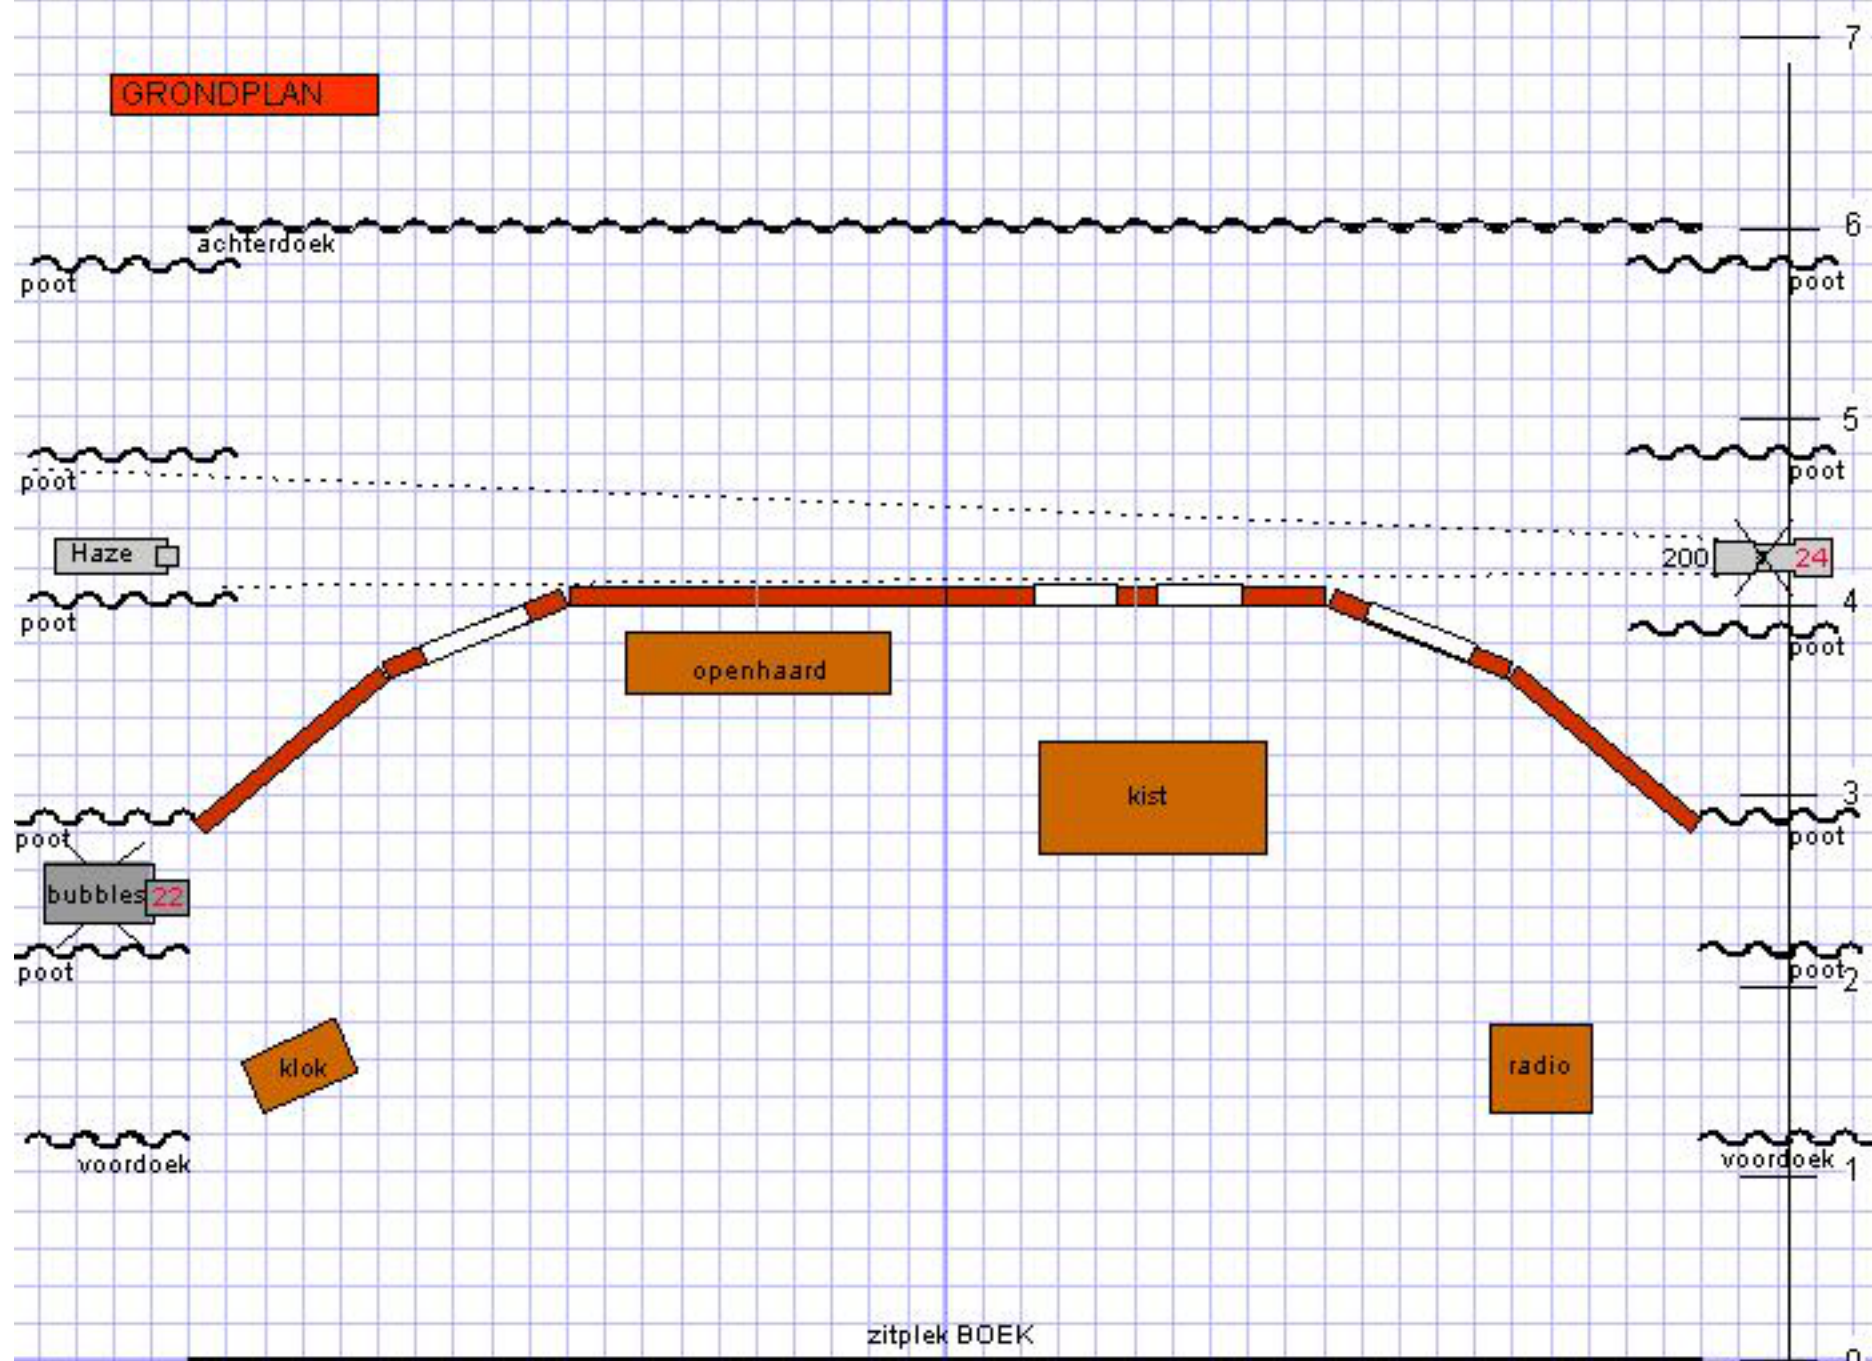 7
GRONDPLAN
6
achterdoek
poot
poot
5
poot
poot
Haze
200
24
4
poot
poot
openhaard
kist
3
poot
poot
bubbles
22
poot
poot
2
klok
radio
voordoek
voordoek
1
zitplek BOEK
0